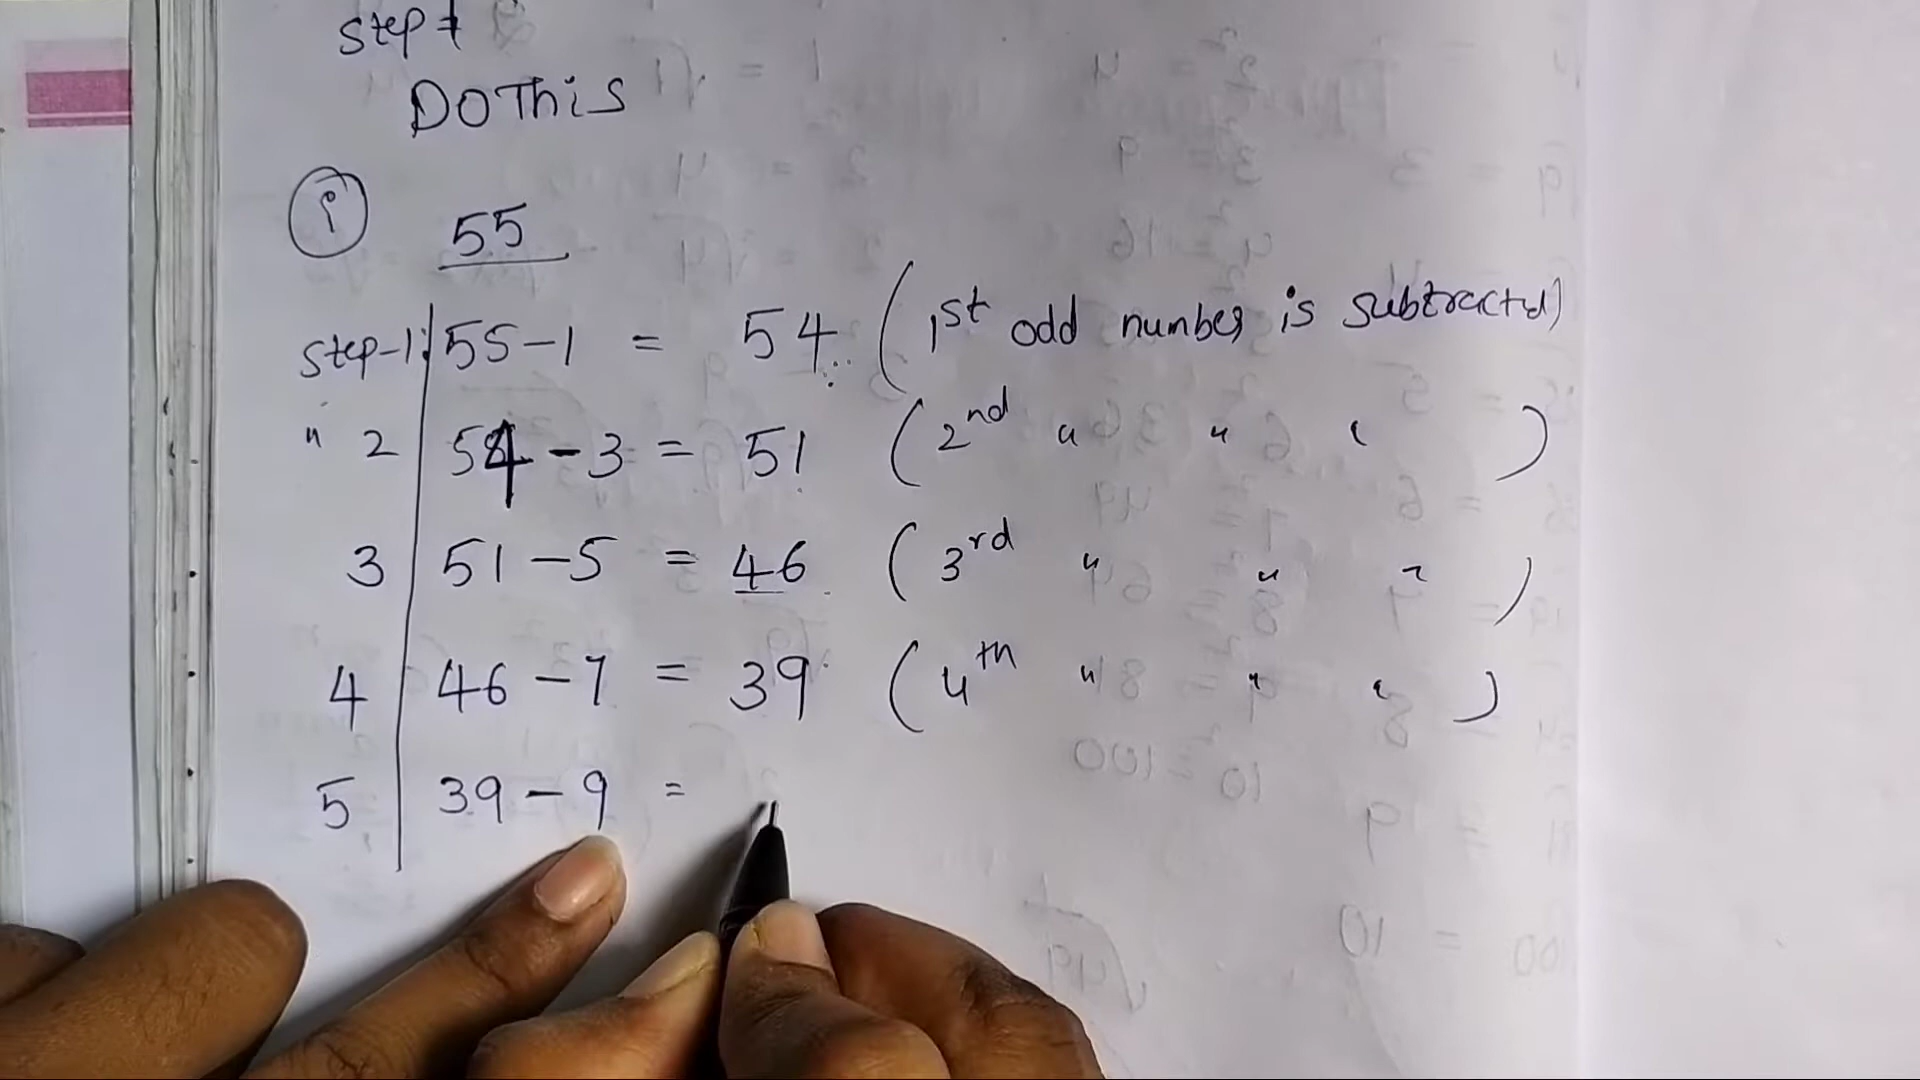 step
DO This
55
step-1: 55-1 = 54 (1st odd number is subtracted)
" 2 54-3 = 51 (2nd " " " )
3 51-5 = 46 (3rd " " " )
4 46-7 = 39 (4th " " " )
5 39-9 =